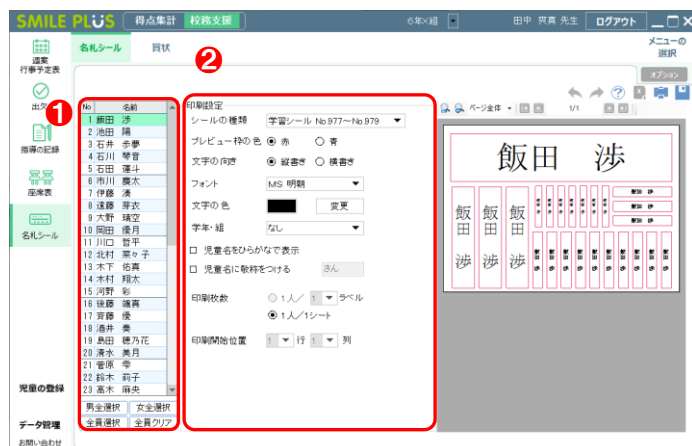 SMILE PLUS 得点集計 校務支援 6年×組 田中 爽真 先生 ログアウト
名札シール 賞状 メニューの選択
オプション
週案
行事予定表
出欠
指導の記録
座席表
名札シール
児童の登録
データ管理
お問い合わせ
1
No 名前
1 飯田 渉
2 池田 陽
3 石井 歩夢
4 石川 琴音
5 石田 蓮斗
6 市川 慶太
7 伊藤 湊
8 遠藤 芽衣
9 大野 瑞空
10 岡田 優月
11 川口 哲平
12 北村 菜々子
13 木下 佑真
14 木村 翔太
15 河野 彩
16 後藤 颯真
17 斉藤 優
18 酒井 奏
19 島田 穂乃花
20 清水 美月
21 菅原 雫
22 鈴木 莉子
23 高木 麻央
男全選択 女全選択
全員選択 全員クリア
2
印刷設定
シールの種類 学習シール No.977～No.979
プレビュー枠の色 赤 青
文字の向き 縦書き 横書き
フォント MS 明朝
文字の色 変更
学年・組 なし
児童名をひらがなで表示
児童名に敬称をつける さん
印刷枚数 1人／ 1 ラベル
1人／1シート
印刷開始位置 1 行 1 列
ページ全体 1/1
飯田 渉
飯田 渉
飯田 渉
飯田 渉